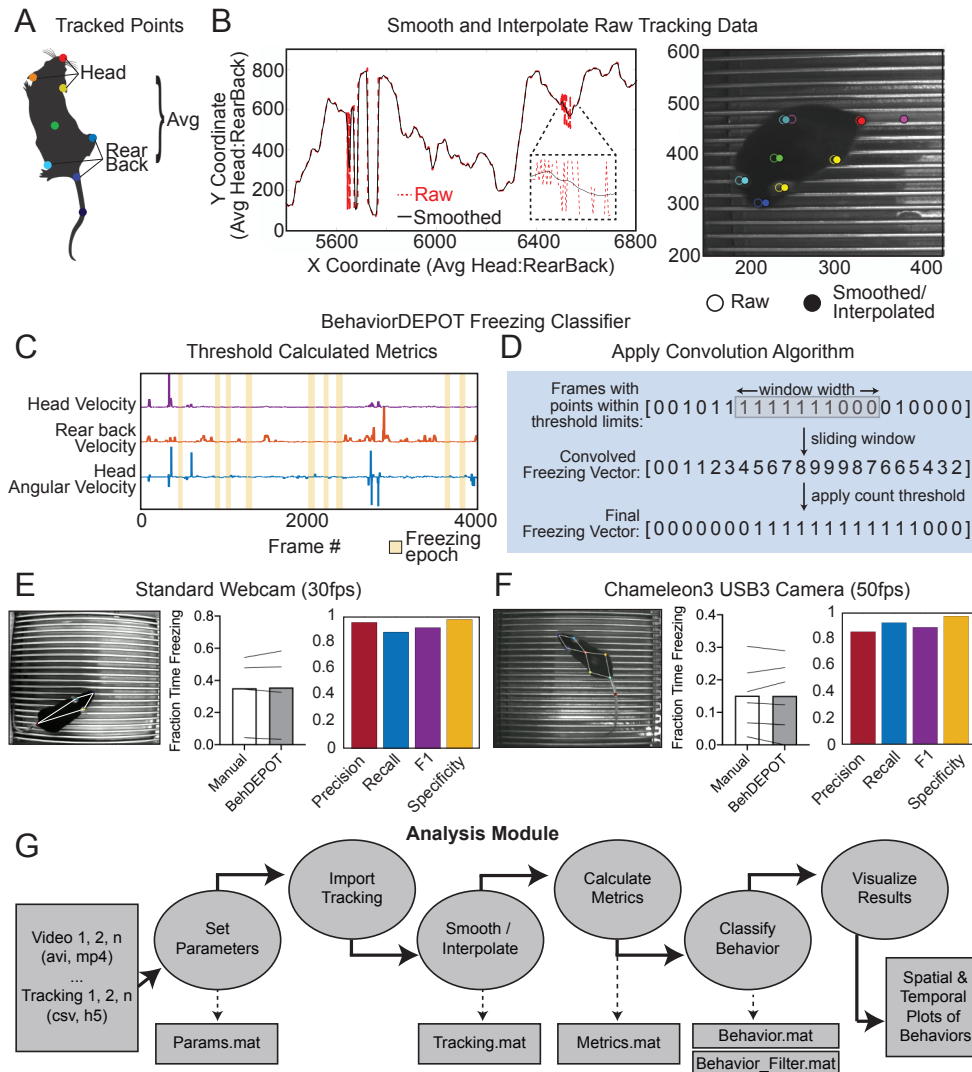 A Tracked Points
Head
Avg
Rear
Back
B Smooth and Interpolate Raw Tracking Data
Y Coordinate
(Avg Head:RearBack)
800
600
400
200
0
5600 6000 6400 6800
X Coordinate (Avg Head:RearBack)
Raw
Smoothed
600
500
400
300
200
200 300 400
Raw
Smoothed/
Interpolated
BehaviorDEPOT Freezing Classifier
C Threshold Calculated Metrics
Head Velocity
Rear back
Velocity
Head
Angular Velocity
0 2000 4000
Frame #
Freezing
epoch
D Apply Convolution Algorithm
Frames with
points within
threshold limits:
window width
[ 0 0 1 0 1 1 1 1 1 1 1 1 1 0 0 0 0 1 0 0 0 0 ]
sliding window
Convolved
Freezing Vector:
[ 0 0 1 1 2 3 4 5 6 7 8 9 9 9 8 7 6 6 5 4 3 2 ]
apply count threshold
Final
Freezing Vector:
[ 0 0 0 0 0 0 0 1 1 1 1 1 1 1 1 1 1 1 1 0 0 0 ]
E Standard Webcam (30fps)
Fraction Time Freezing
0.8
0.6
0.4
0.2
0.0
Manual
BehDEPOT
1
0.8
0.6
0.4
0.2
0
Precision
Recall
F1
Specificity
F Chameleon3 USB3 Camera (50fps)
Fraction Time Freezing
0.4
0.3
0.2
0.1
0.0
Manual
BehDEPOT
1
0.8
0.6
0.4
0.2
0
Precision
Recall
F1
Specificity
G Analysis Module
Video 1, 2, n
(avi, mp4)
...
Tracking 1, 2, n
(csv, h5)
Set
Parameters
Params.mat
Import
Tracking
Smooth /
Interpolate
Tracking.mat
Calculate
Metrics
Metrics.mat
Classify
Behavior
Behavior.mat
Behavior_Filter.mat
Visualize
Results
Spatial &
Temporal
Plots of
Behaviors